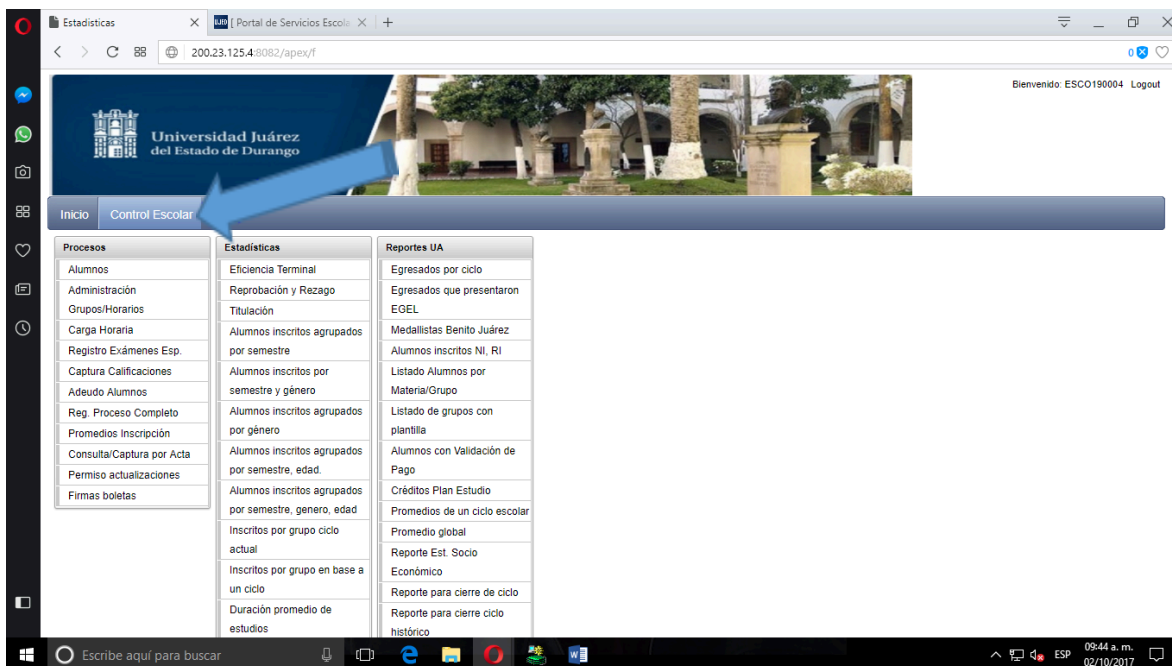 Estadisticas
UJED [ Portal de Servicios Escola
200.23.125.4:8082/apex/f
0
Bienvenido: ESCO190004 Logout
Universidad Juárez
del Estado de Durango
Inicio Control Escolar
Procesos
Alumnos
Administración
Grupos/Horarios
Carga Horaria
Registro Exámenes Esp.
Captura Calificaciones
Adeudo Alumnos
Reg. Proceso Completo
Promedios Inscripción
Consulta/Captura por Acta
Permiso actualizaciones
Firmas boletas
Estadísticas
Eficiencia Terminal
Reprobación y Rezago
Titulación
Alumnos inscritos agrupados
por semestre
Alumnos inscritos por
semestre y género
Alumnos inscritos agrupados
por género
Alumnos inscritos agrupados
por semestre, edad.
Alumnos inscritos agrupados
por semestre, genero, edad
Inscritos por grupo ciclo
actual
Inscritos por grupo en base a
un ciclo
Duración promedio de
estudios
Reportes UA
Egresados por ciclo
Egresados que presentaron
EGEL
Medallistas Benito Juárez
Alumnos inscritos NI, RI
Listado Alumnos por
Materia/Grupo
Listado de grupos con
plantilla
Alumnos con Validación de
Pago
Créditos Plan Estudio
Promedios de un ciclo escolar
Promedio global
Reporte Est. Socio
Económico
Reporte para cierre de ciclo
Reporte para cierre ciclo
histórico
Escribe aquí para buscar
ESP
09:44 a. m.
02/10/2017